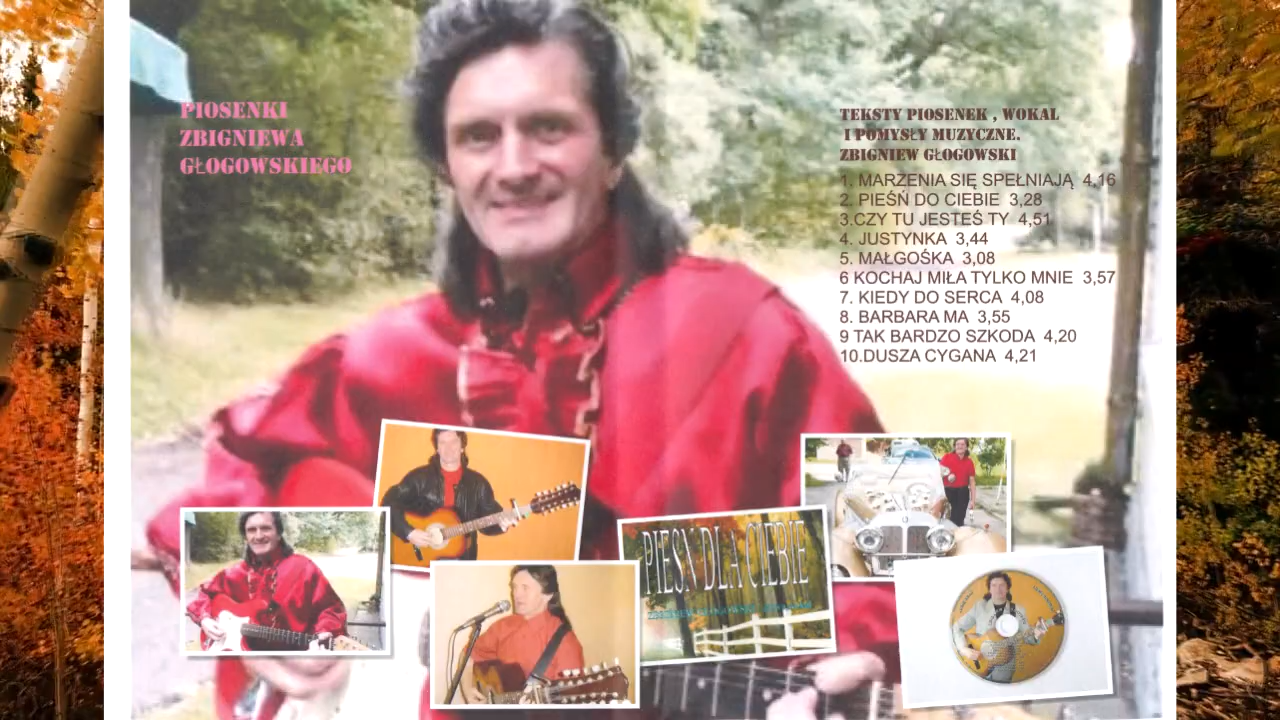 PIOSENKI
ZBIGNIEWA
GŁOGOWSKIEGO
TEKSTY PIOSENEK , WOKAL
I POMYSŁY MUZYCZNE.
ZBIGNIEW GŁOGOWSKI
1. MARZENIA SIĘ SPEŁNIAJĄ 4,16
2. PIEŚŃ DO CIEBIE 3,28
3.CZY TU JESTEŚ TY 4,51
4. JUSTYNKA 3,44
5. MAŁGOŚKA 3,08
6 KOCHAJ MIŁA TYLKO MNIE 3,57
7. KIEDY DO SERCA 4,08
8. BARBARA MA 3,55
9 TAK BARDZO SZKODA 4,20
10.DUSZA CYGANA 4,21
PIEŚŃ DLA CIEBIE